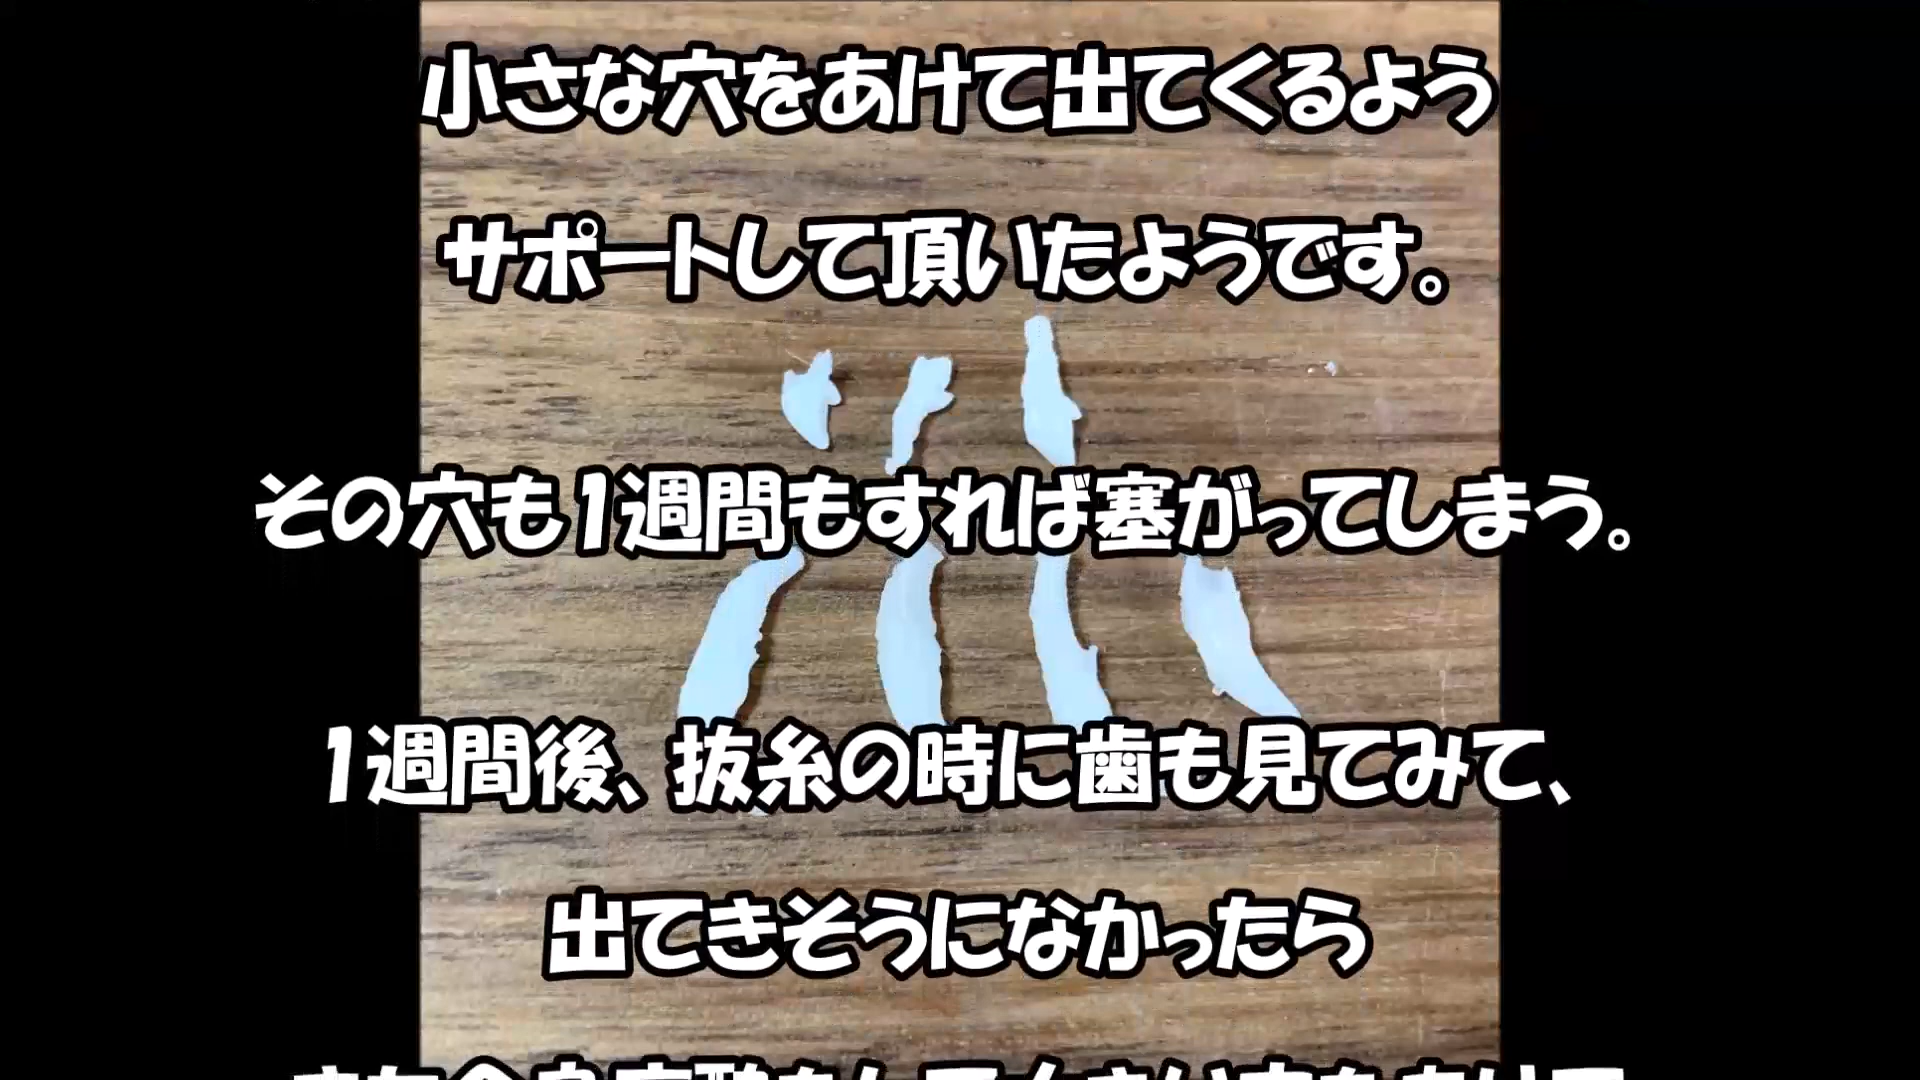 小さな穴をあけて出てくるよう
サポートして頂いたようです。
その穴も1週間もすれば塞がってしまう。
1週間後、抜糸の時に歯も見てみて、
出てきそうになかったら